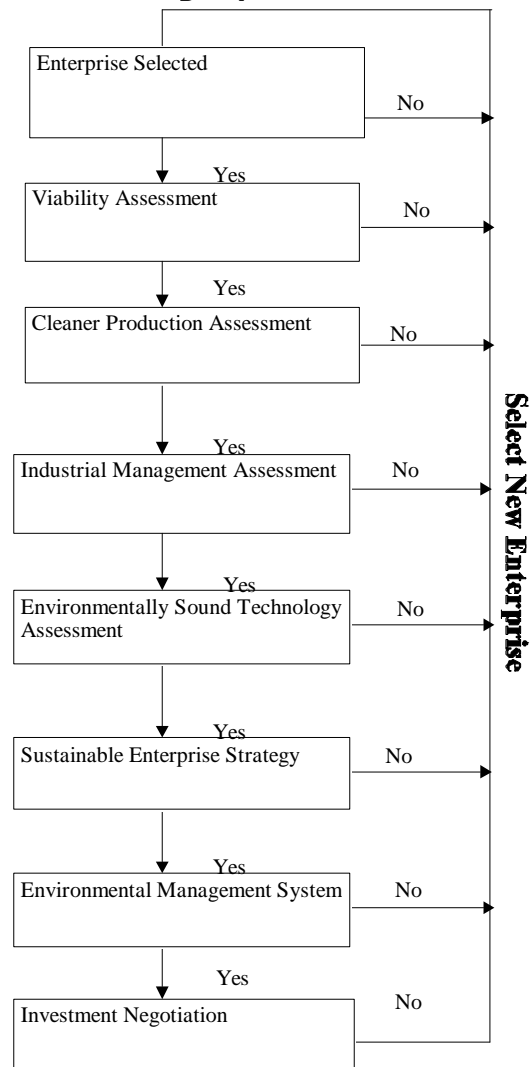 Enterprise Selected
No
Yes
Viability Assessment
No
Yes
Cleaner Production Assessment
No
Yes
Industrial Management Assessment
No
Yes
Environmentally Sound Technology
Assessment
No
Yes
Sustainable Enterprise Strategy
No
Yes
Environmental Management System
No
Yes
Investment Negotiation
No
Select New Enterprise